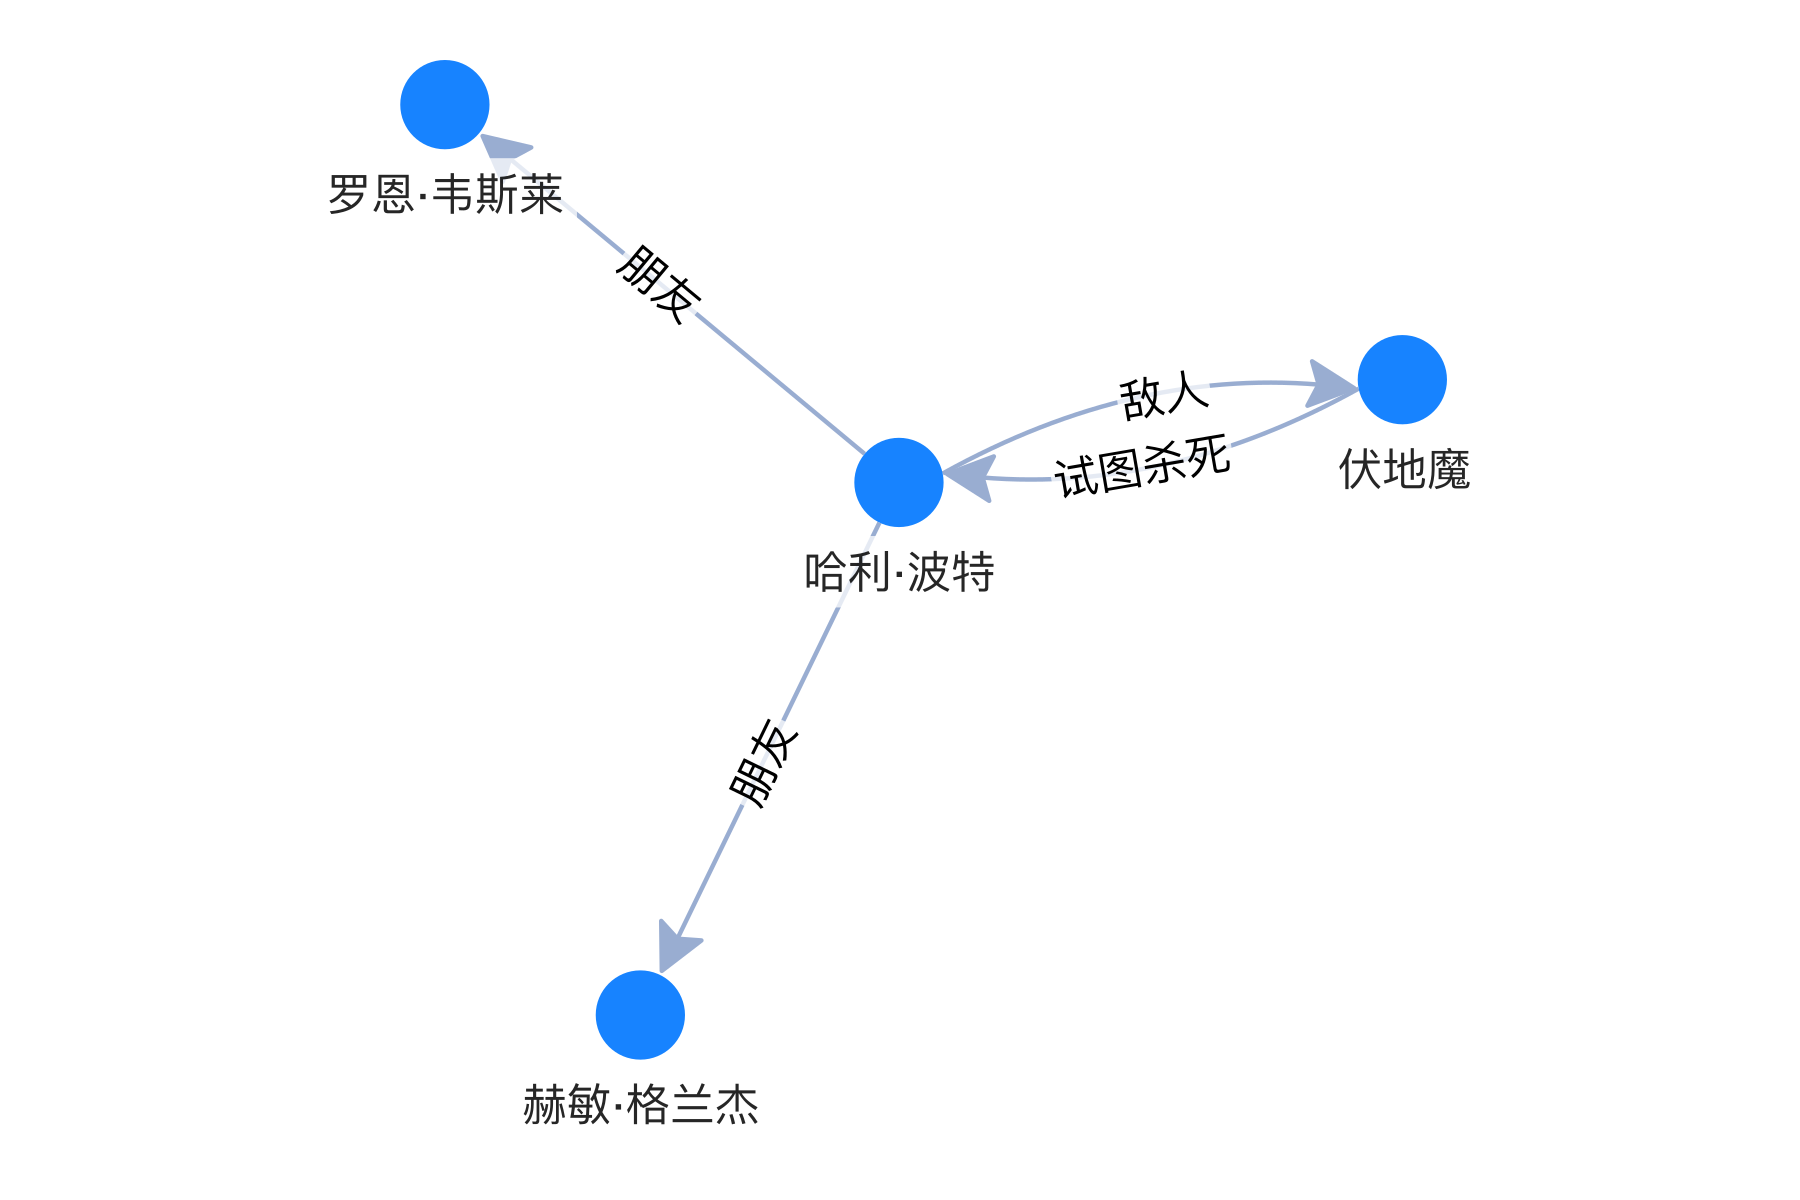 罗恩·韦斯莱
朋友
敌人
试图杀死
伏地魔
哈利·波特
朋友
赫敏·格兰杰